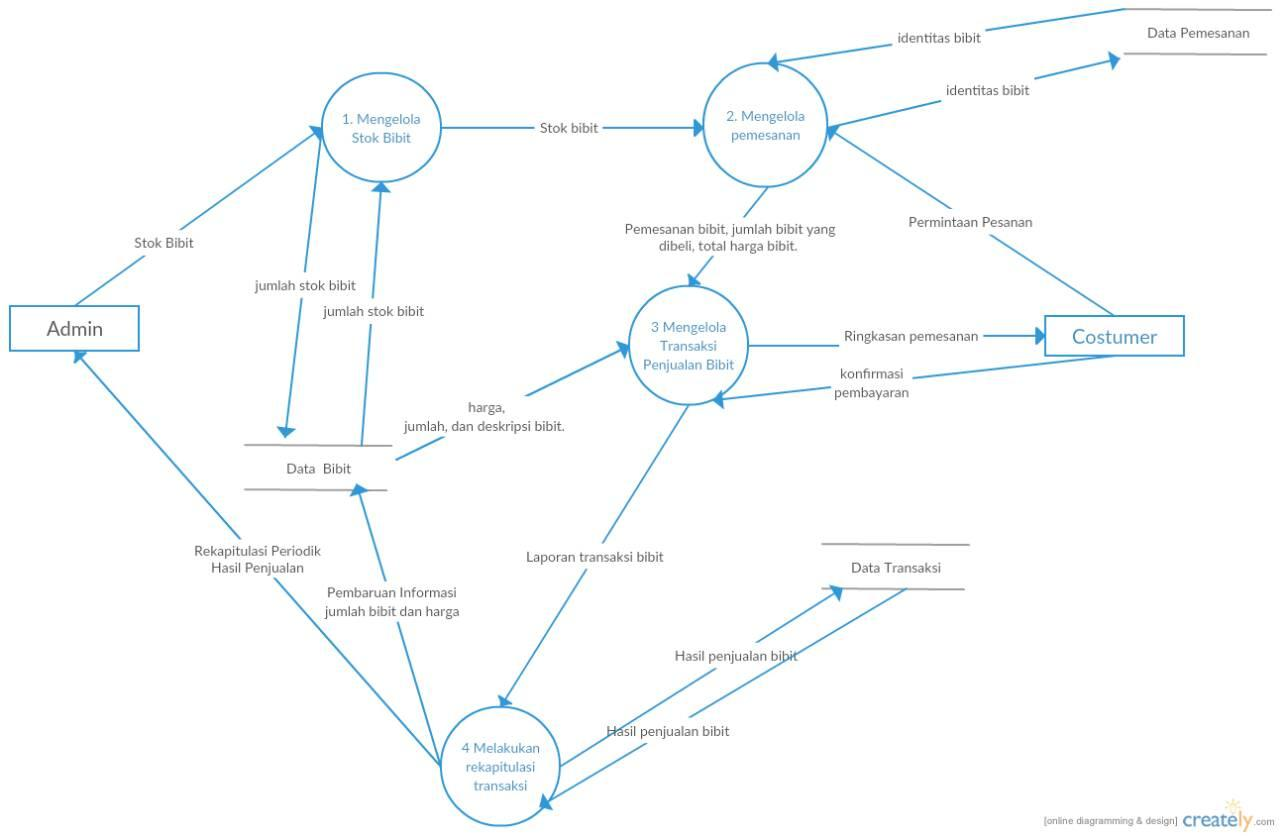 Data Pemesanan
identitas bibit
identitas bibit
1. Mengelola
Stok Bibit
Stok bibit
2. Mengelola
pemesanan
Permintaan Pesanan
Pemesanan bibit, jumlah bibit yang
dibeli, total harga bibit.
Stok Bibit
jumlah stok bibit
jumlah stok bibit
Admin
3 Mengelola
Transaksi
Penjualan Bibit
Ringkasan pemesanan
Costumer
konfirmasi
pembayaran
harga,
jumlah, dan deskripsi bibit.
Data Bibit
Rekapitulasi Periodik
Hasil Penjualan
Laporan transaksi bibit
Data Transaksi
Pembaruan Informasi
jumlah bibit dan harga
Hasil penjualan bibit
Hasil penjualan bibit
4 Melakukan
rekapitulasi
transaksi
[online diagramming & design] creately.com